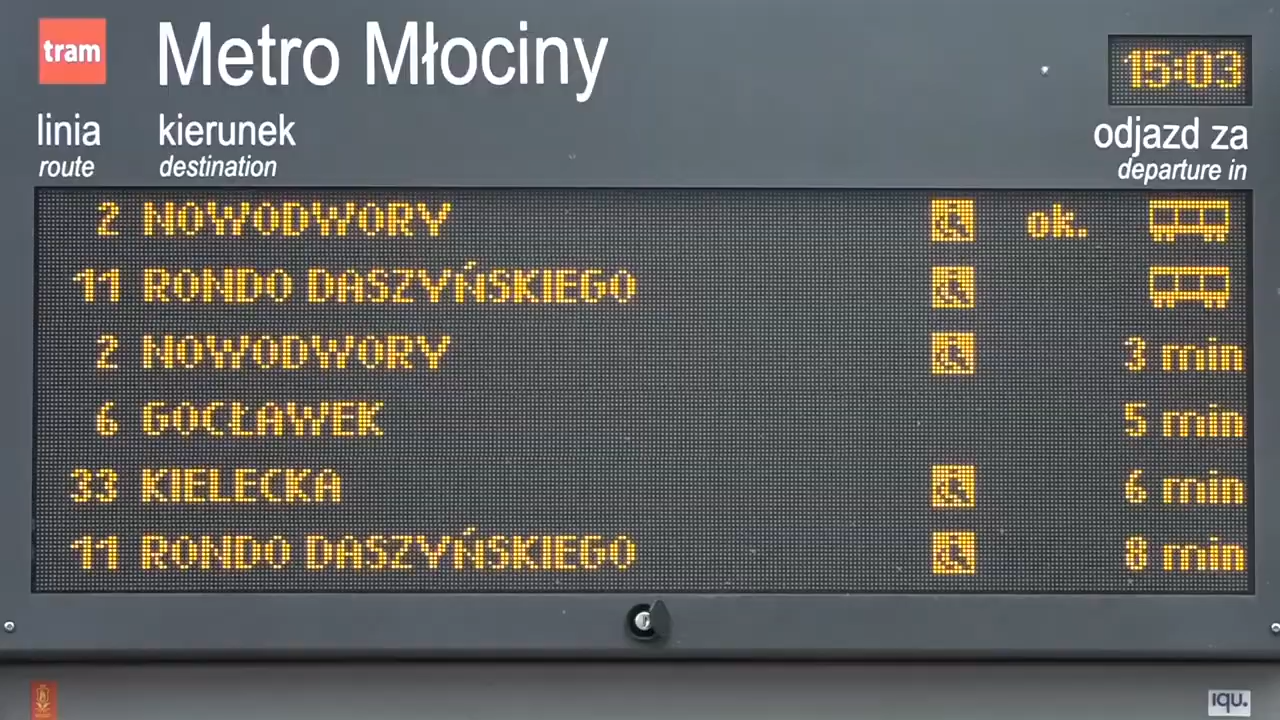 tram Metro Młociny 15:03
linia kierunek odjazd za
route destination departure in
2 NOWODWORY ok.
11 RONDO DASZYŃSKIEGO
2 NOWODWORY 3 min
6 GOCŁAWEK 5 min
33 KIELECKA 6 min
11 RONDO DASZYŃSKIEGO 8 min
iqu.